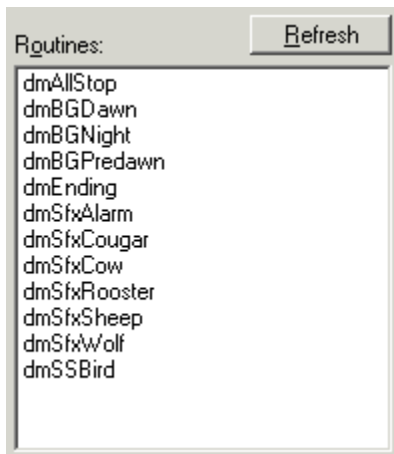 Routines:
Refresh
dmAllStop
dmBGDawn
dmBGNight
dmBGPredawn
dmEnding
dmSfxAlarm
dmSfxCougar
dmSfxCow
dmSfxRooster
dmSfxSheep
dmSfxWolf
dmSSBird